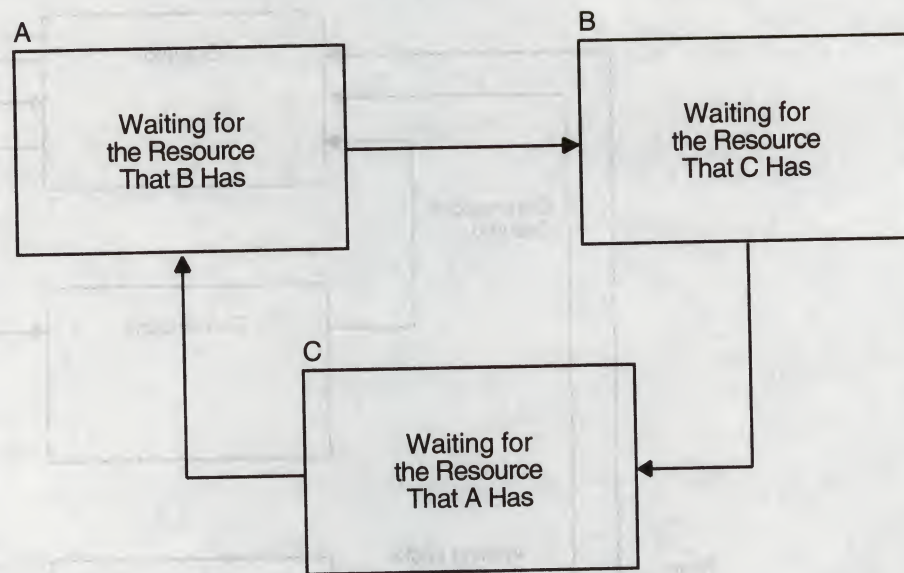 A
Waiting for
the Resource
That B Has
B
Waiting for
the Resource
That C Has
C
Waiting for
the Resource
That A Has